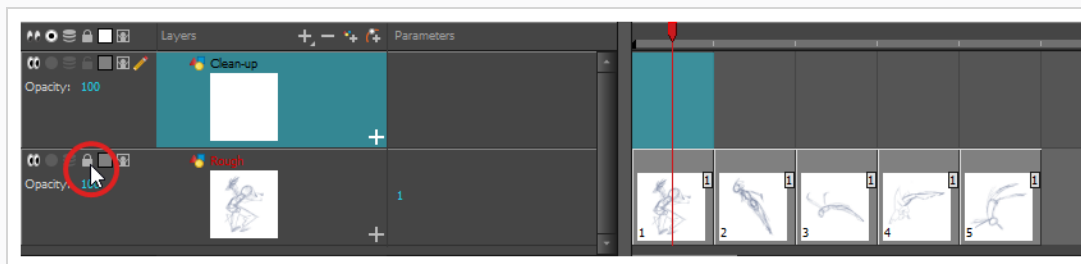 Layers Parameters
Clean-up
Opacity: 100
Rough
Opacity: 100
1
1 1 1 1 1
1 2 3 4 5